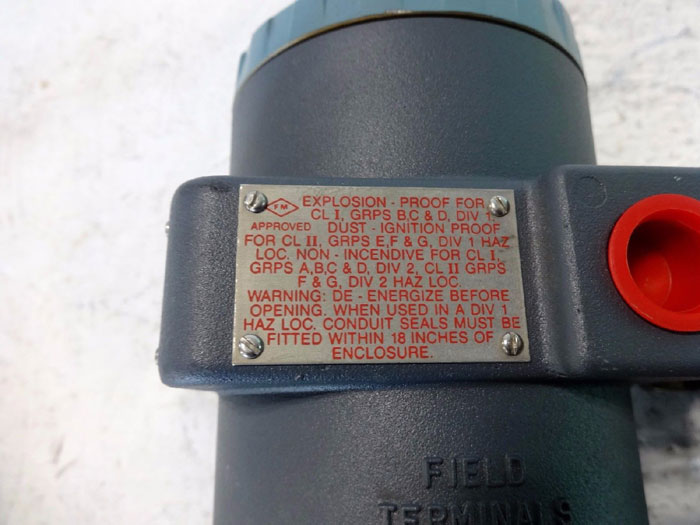 FM EXPLOSION - PROOF FOR
CL I, GRPS B,C & D, DIV 1
APPROVED DUST - IGNITION PROOF
FOR CL II, GRPS E,F & G, DIV 1 HAZ
LOC. NON - INCENDIVE FOR CL I,
GRPS A,B,C & D, DIV 2, CL II GRPS
F & G, DIV 2 HAZ LOC.
WARNING: DE - ENERGIZE BEFORE
OPENING. WHEN USED IN A DIV 1
HAZ LOC. CONDUIT SEALS MUST BE
FITTED WITHIN 18 INCHES OF
ENCLOSURE.
FIELD
TERMINALS